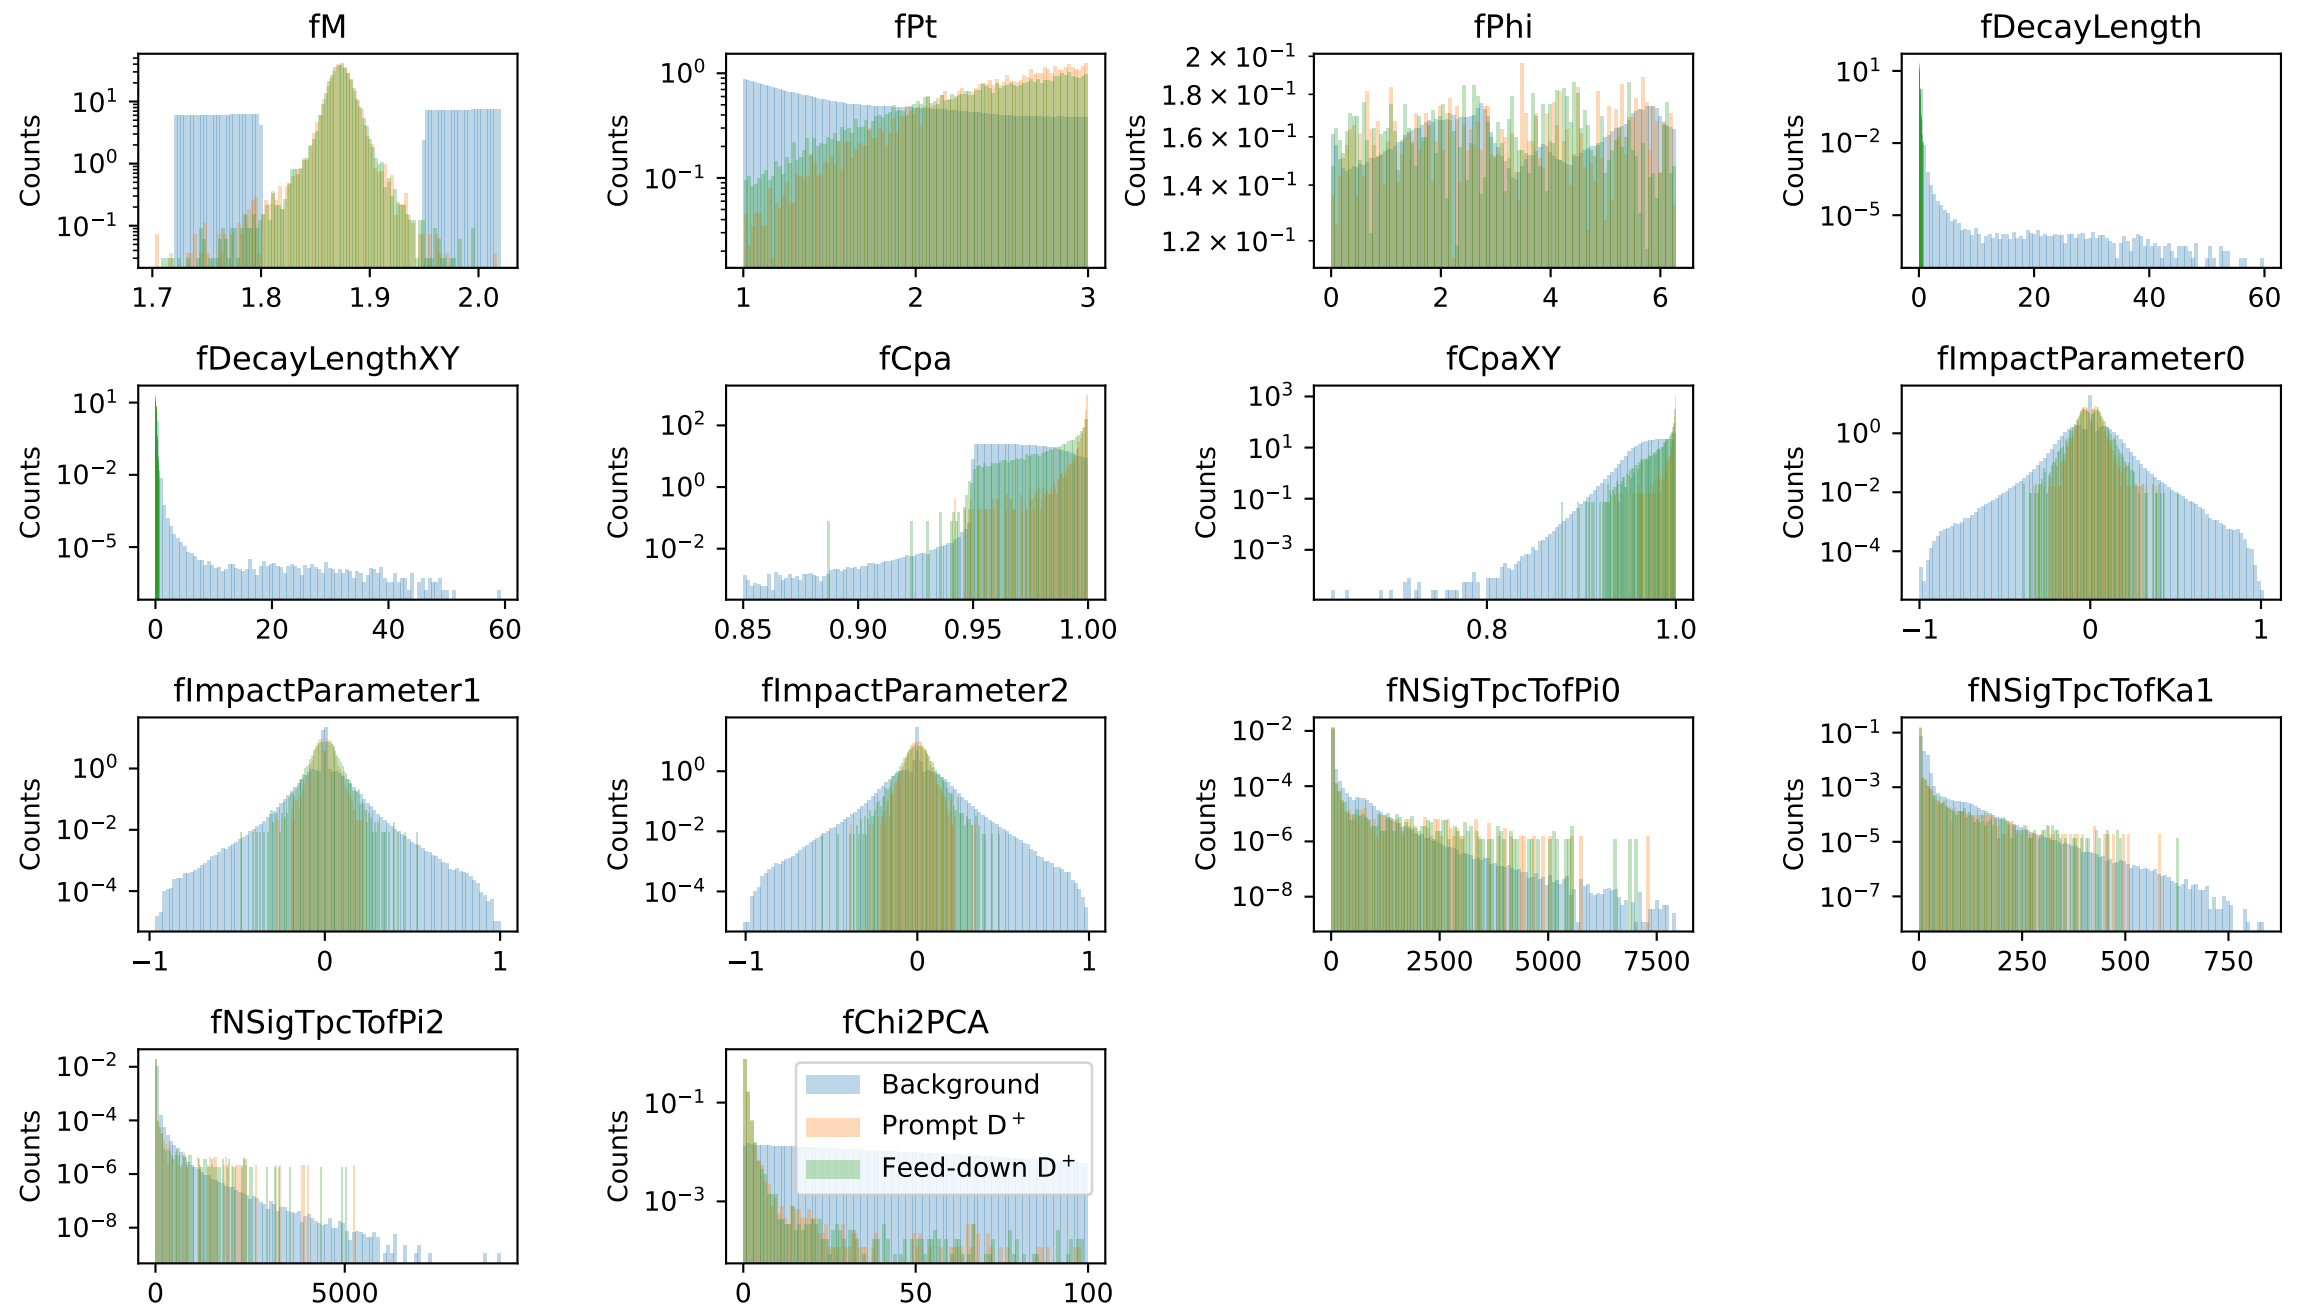 fM
Counts
10¹
10⁰
10⁻¹
1.7 1.8 1.9 2.0
fPt
Counts
10⁰
10⁻¹
1 2 3
fPhi
Counts
2 × 10⁻¹
1.8 × 10⁻¹
1.6 × 10⁻¹
1.4 × 10⁻¹
1.2 × 10⁻¹
0 2 4 6
fDecayLength
Counts
10¹
10⁻²
10⁻⁵
0 20 40 60
fDecayLengthXY
Counts
10¹
10⁻²
10⁻⁵
0 20 40 60
fCpa
Counts
10²
10⁰
10⁻²
0.85 0.90 0.95 1.00
fCpaXY
Counts
10³
10¹
10⁻¹
10⁻³
0.8 1.0
fImpactParameter0
Counts
10⁰
10⁻²
10⁻⁴
−1 0 1
fImpactParameter1
Counts
10⁰
10⁻²
10⁻⁴
−1 0 1
fImpactParameter2
Counts
10⁰
10⁻²
10⁻⁴
−1 0 1
fNSigTpcTofPi0
Counts
10⁻²
10⁻⁴
10⁻⁶
10⁻⁸
0 2500 5000 7500
fNSigTpcTofKa1
Counts
10⁻¹
10⁻³
10⁻⁵
10⁻⁷
0 250 500 750
fNSigTpcTofPi2
Counts
10⁻²
10⁻⁴
10⁻⁶
10⁻⁸
0 5000
fChi2PCA
Counts
10⁻¹
10⁻³
0 50 100
Background
Prompt D⁺
Feed-down D⁺